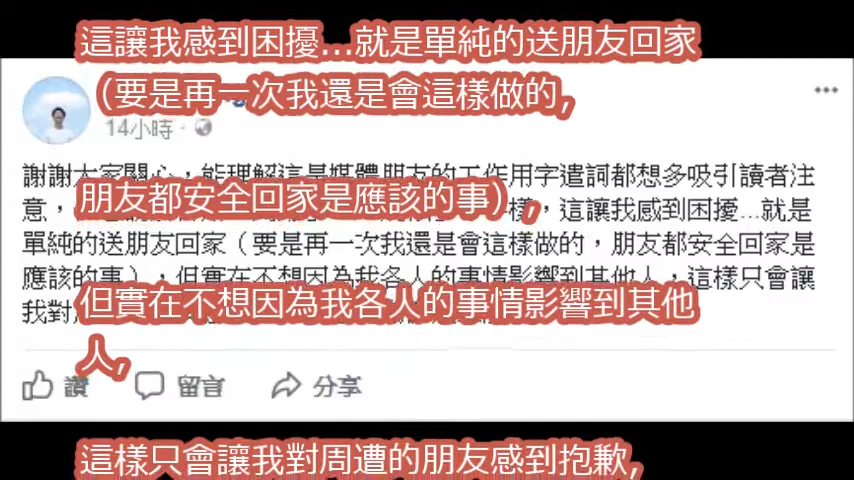 這讓我感到困擾...就是單純的送朋友回家
（要是再一次我還是會這樣做的,
14小時
謝謝大家關心，能理解這是媒體朋友的工作用字遣詞都想多吸引讀者注
朋友都安全回家是應該的事）,
意，樣，這讓我感到困擾...就是
單純的送朋友回家（要是再一次我還是會這樣做的，朋友都安全回家是
應該的事），但實在不想因為我各人的事情影響到其他人，這樣只會讓
但實在不想因為我各人的事情影響到其他
我對
人,
讚 留言 分享
這樣只會讓我對周遭的朋友感到抱歉,